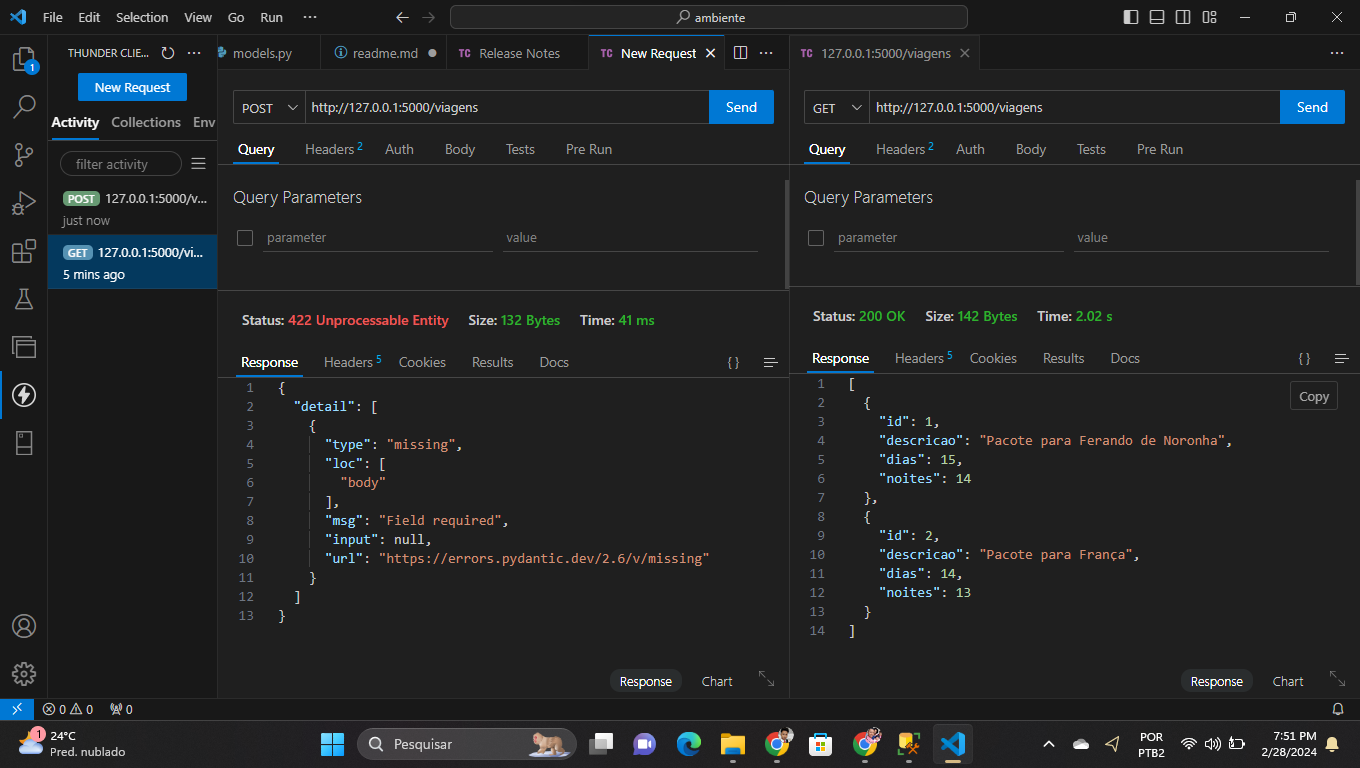 File Edit Selection View Go Run ··· ambiente
THUNDER CLIE... ···
New Request
Activity Collections Env
filter activity
POST 127.0.0.1:5000/v...
just now
GET 127.0.0.1:5000/vi...
5 mins ago
models.py readme.md TC Release Notes TC New Request ···
POST http://127.0.0.1:5000/viagens Send
Query Headers 2 Auth Body Tests Pre Run
Query Parameters
parameter value
Status: 422 Unprocessable Entity Size: 132 Bytes Time: 41 ms
Response Headers 5 Cookies Results Docs { }
1 {
2 "detail": [
3 {
4 "type": "missing",
5 "loc": [
6 "body"
7 ],
8 "msg": "Field required",
9 "input": null,
10 "url": "https://errors.pydantic.dev/2.6/v/missing"
11 }
12 ]
13 }
Response Chart
TC 127.0.0.1:5000/viagens ···
GET http://127.0.0.1:5000/viagens Send
Query Headers 2 Auth Body Tests Pre Run
Query Parameters
parameter value
Status: 200 OK Size: 142 Bytes Time: 2.02 s
Response Headers 5 Cookies Results Docs { }
Copy
1 [
2 {
3 "id": 1,
4 "descricao": "Pacote para Ferando de Noronha",
5 "dias": 15,
6 "noites": 14
7 },
8 {
9 "id": 2,
10 "descricao": "Pacote para França",
11 "dias": 14,
12 "noites": 13
13 }
14 ]
Response Chart
1
0 0 0
1 24°C
Pred. nublado
Pesquisar
POR
PTB2
7:51 PM
2/28/2024